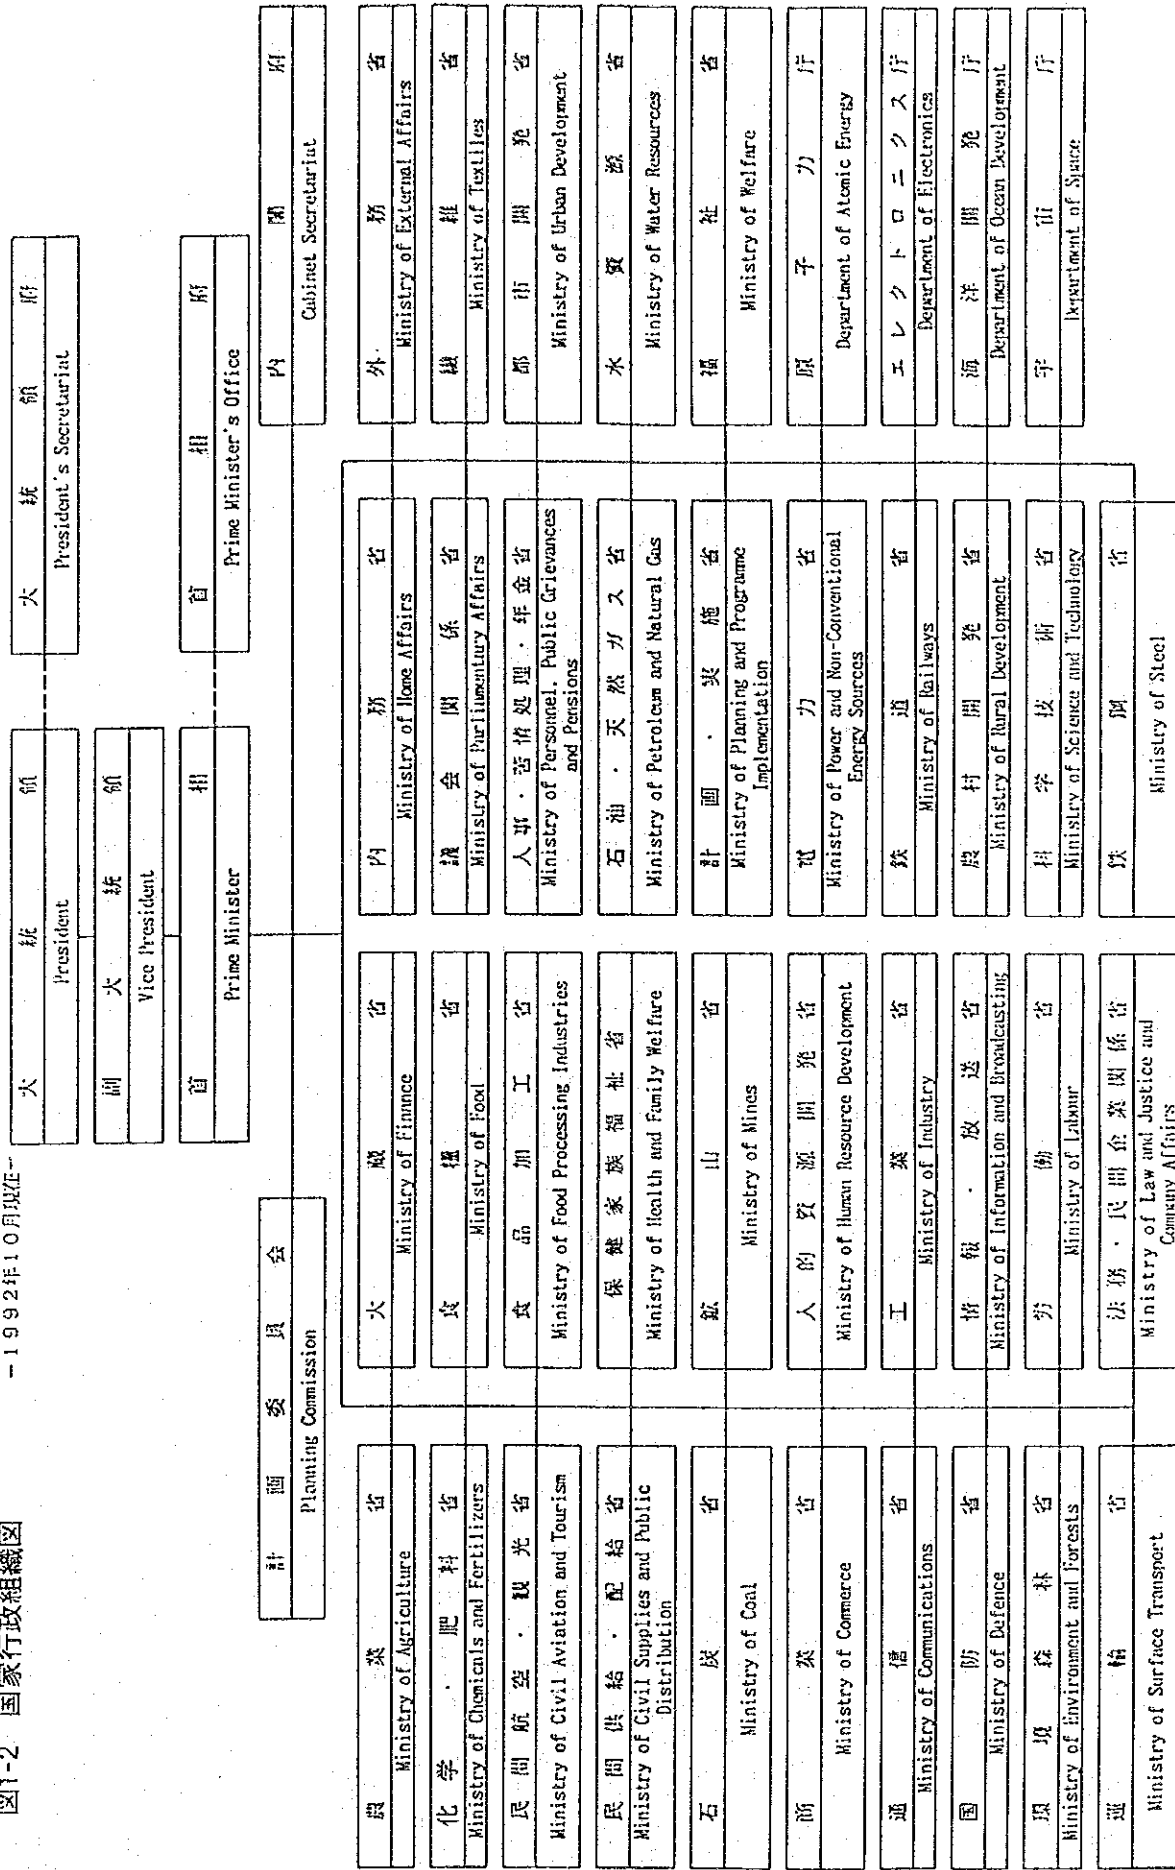 図1-2 国家行政組織図 －1992年10月現在－
大統領
President
大統領府
President's Secretariat
副大統領
Vice President
首相
Prime Minister
首相府
Prime Minister's Office
計画委員会
Planning Commission
内閣府
Cabinet Secretariat
農業省
Ministry of Agriculture
大蔵省
Ministry of Finance
内務省
Ministry of Home Affairs
外務省
Ministry of External Affairs
化学・肥料省
Ministry of Chemicals and Fertilizers
食糧省
Ministry of Food
議会関係省
Ministry of Parliamentary Affairs
繊維省
Ministry of Textiles
民間航空・観光省
Ministry of Civil Aviation and Tourism
食品加工省
Ministry of Food Processing Industries
人事・苦情処理・年金省
Ministry of Personnel, Public Grievances
and Pensions
都市開発省
Ministry of Urban Development
民間供給・配給省
Ministry of Civil Supplies and Public
Distribution
保健家族福祉省
Ministry of Health and Family Welfare
石油・天然ガス省
Ministry of Petroleum and Natural Gas
水資源省
Ministry of Water Resources
石炭省
Ministry of Coal
鉱山省
Ministry of Mines
計画・実施省
Ministry of Planning and Programme
Implementation
福祉省
Ministry of Welfare
商業省
Ministry of Commerce
人的資源開発省
Ministry of Human Resource Development
電力省
Ministry of Power and Non-Conventional
Energy Sources
原子力庁
Department of Atomic Energy
通信省
Ministry of Communications
工業省
Ministry of Industry
鉄道省
Ministry of Railways
エレクトロニクス庁
Department of Electronics
国防省
Ministry of Defence
情報・放送省
Ministry of Information and Broadcasting
農村開発省
Ministry of Rural Development
海洋開発庁
Department of Ocean Development
環境森林省
Ministry of Environment and Forests
労働省
Ministry of Labour
科学技術省
Ministry of Science and Technology
宇宙庁
Department of Space
運輸省
Ministry of Surface Transport
法務・民間企業関係省
Ministry of Law and Justice and
Company Affairs
鉄鋼省
Ministry of Steel